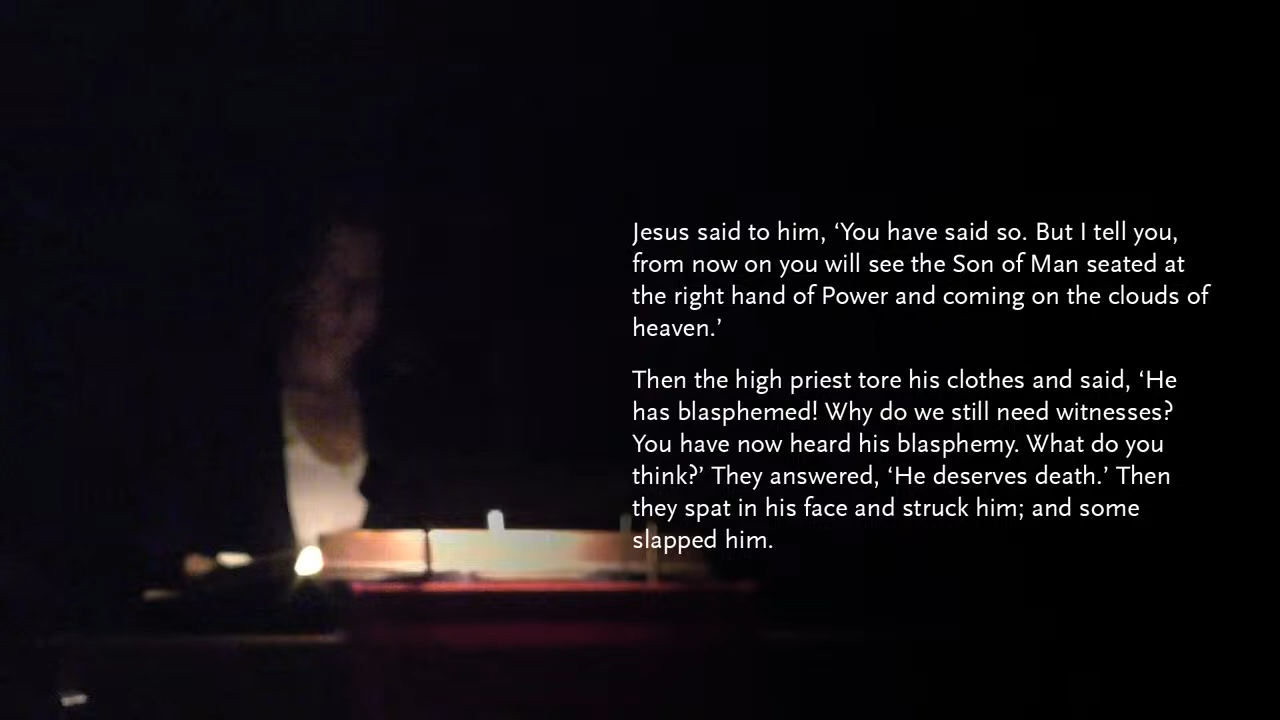 Jesus said to him, ‘You have said so. But I tell you,
from now on you will see the Son of Man seated at
the right hand of Power and coming on the clouds of
heaven.’
Then the high priest tore his clothes and said, ‘He
has blasphemed! Why do we still need witnesses?
You have now heard his blasphemy. What do you
think?’ They answered, ‘He deserves death.’ Then
they spat in his face and struck him; and some
slapped him.